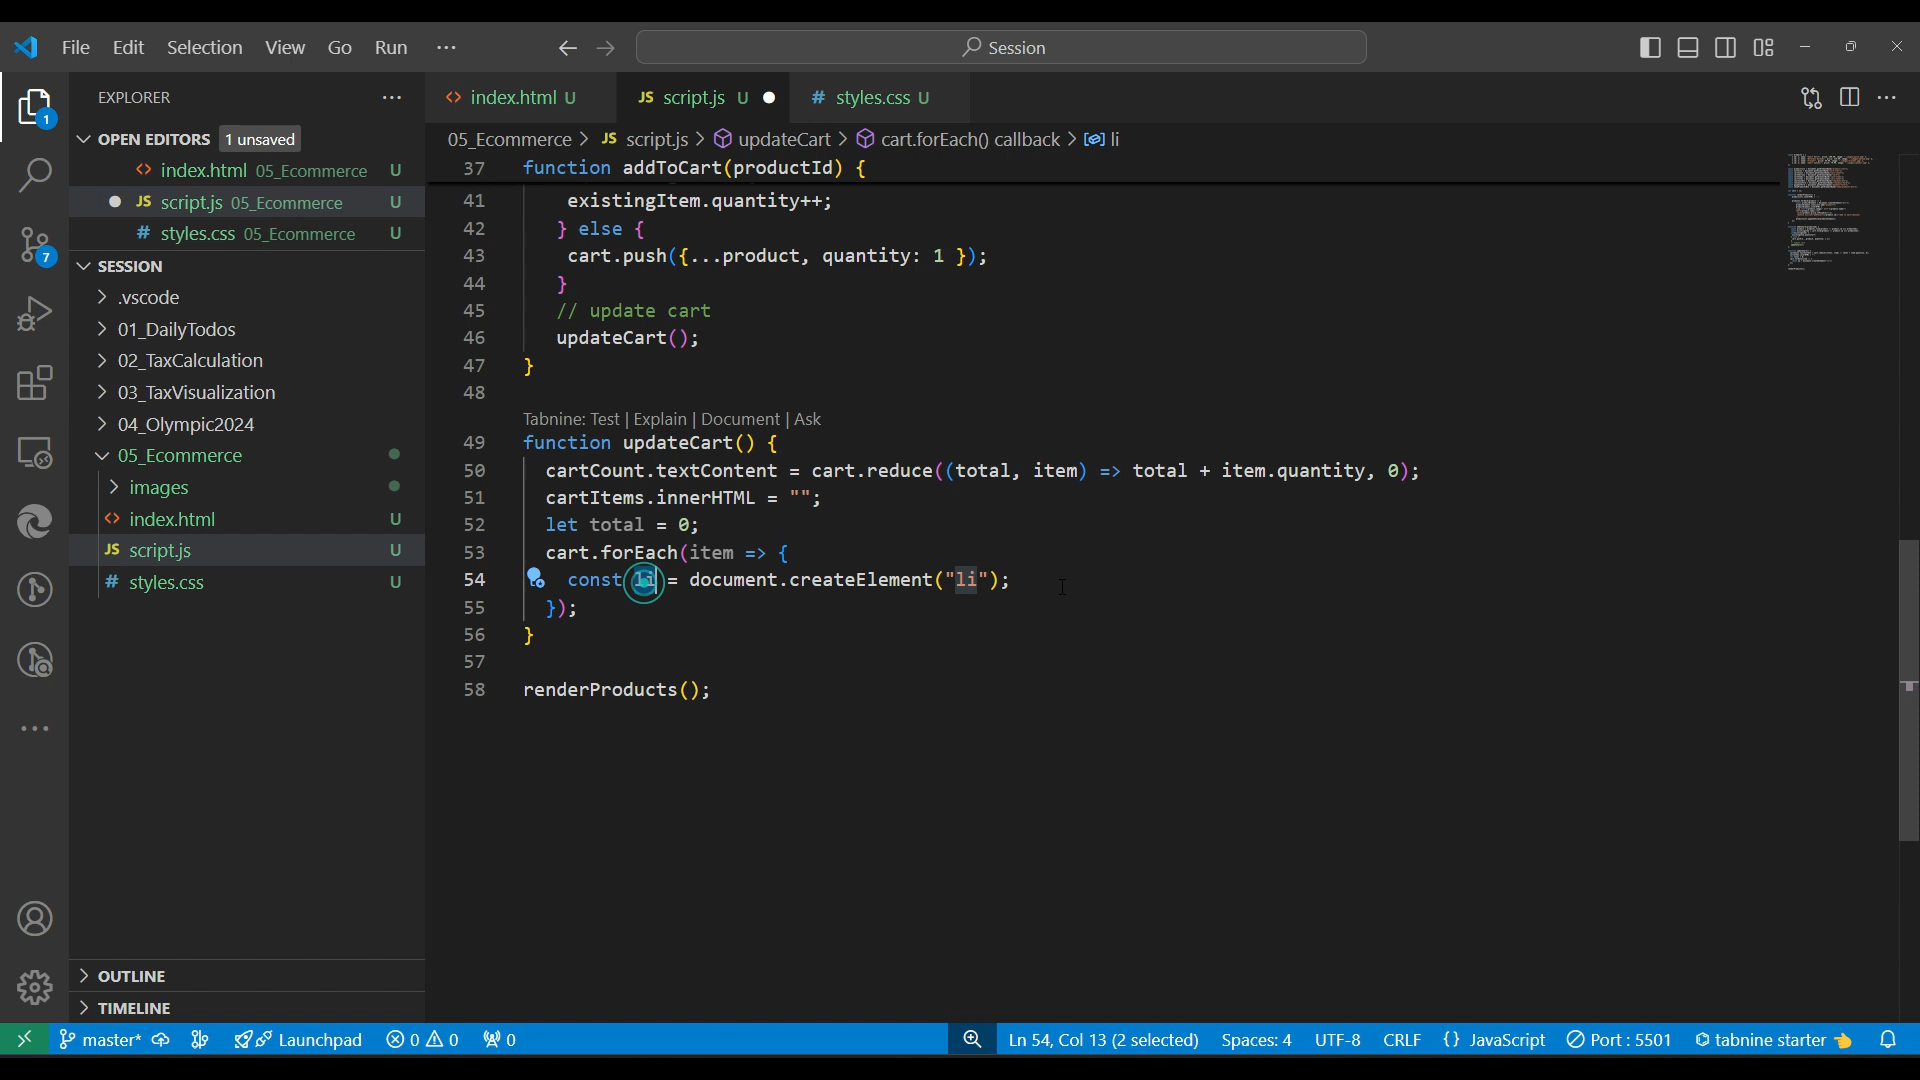 File Edit Selection View Go Run ···
Session
EXPLORER
OPEN EDITORS 1 unsaved
index.html 05_Ecommerce U
script.js 05_Ecommerce U
styles.css 05_Ecommerce U
SESSION
.vscode
01_DailyTodos
02_TaxCalculation
03_TaxVisualization
04_Olympic2024
05_Ecommerce
images
index.html U
JS script.js U
# styles.css U
OUTLINE
TIMELINE
1
7
<> index.html U JS script.js U # styles.css U
05_Ecommerce > JS script.js > updateCart > cart.forEach() callback > li
37 function addToCart(productId) {
41 existingItem.quantity++;
42 } else {
43 cart.push({...product, quantity: 1 });
44 }
45 // update cart
46 updateCart();
47 }
48
Tabnine: Test | Explain | Document | Ask
49 function updateCart() {
50 cartCount.textContent = cart.reduce((total, item) => total + item.quantity, 0);
51 cartItems.innerHTML = "";
52 let total = 0;
53 cart.forEach(item => {
54 const li = document.createElement("li");
55 });
56 }
57
58 renderProducts();
master* Launchpad 0 0 0 Ln 54, Col 13 (2 selected) Spaces: 4 UTF-8 CRLF {} JavaScript Port : 5501 tabnine starter